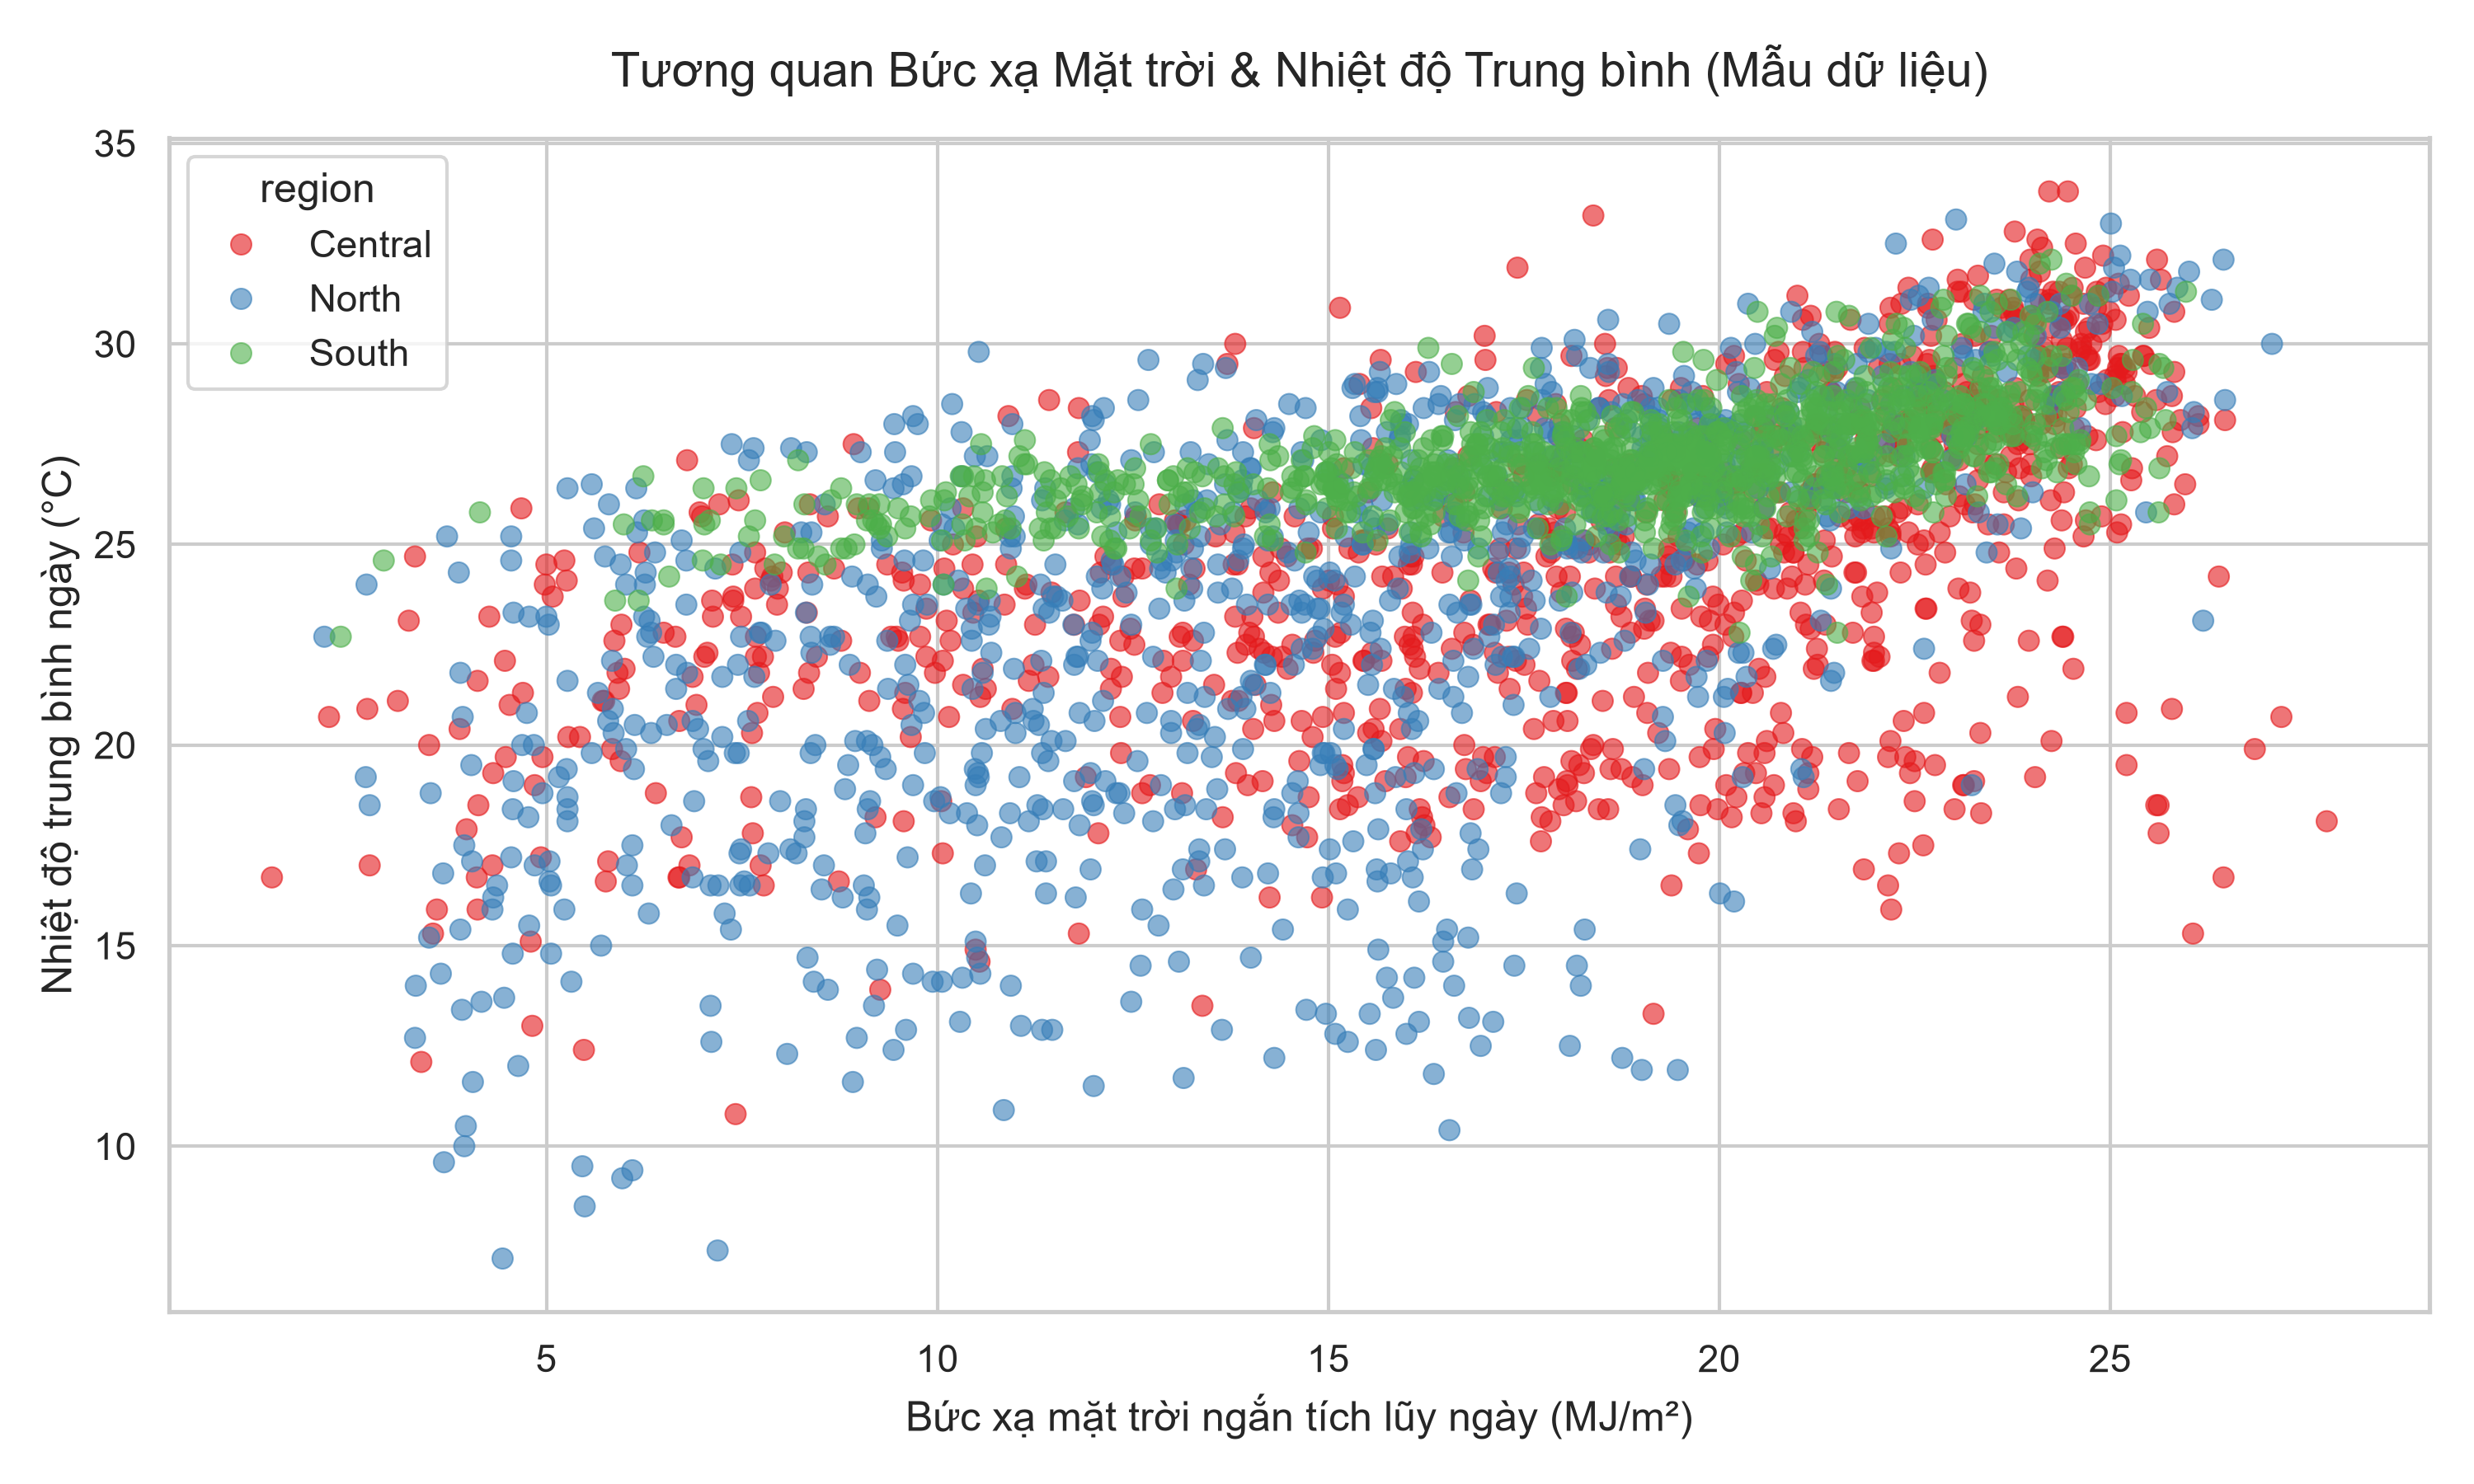 Tương quan Bức xạ Mặt trời & Nhiệt độ Trung bình (Mẫu dữ liệu)
region
Central
North
South
Nhiệt độ trung bình ngày (°C)
35
30
25
20
15
10
5 10 15 20 25
Bức xạ mặt trời ngắn tích lũy ngày (MJ/m²)